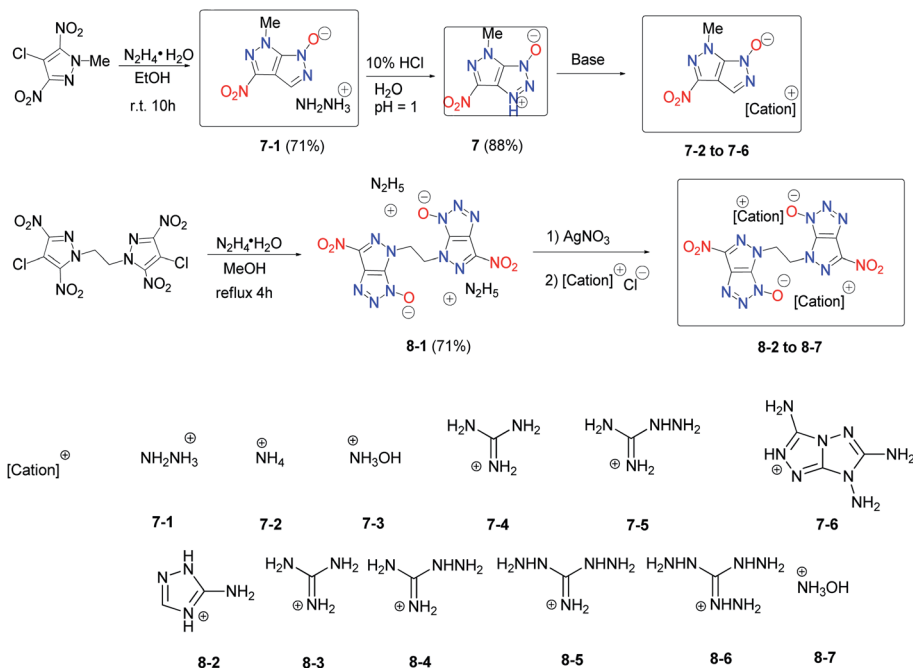 NO₂ Me O⊖ Me O⊖ Me O⊖
Cl N₂H₄•H₂O N N 10% HCl N N Base N N
N–Me EtOH N N H₂O N N N N
O₂N N r.t. 10h O₂N NH2NH₃⊕ pH = 1 O₂N N⊕ N H O₂N N [Cation]⊕
7-1 (71%) 7 (88%) 7-2 to 7-6
N₂H₅⊕ ⊖O N N N [Cation]⊕ ⊖O N N N
O₂N N NO₂ N₂H₄•H₂O O₂N N N N 1) AgNO₃ O₂N N N N
Cl N N Cl MeOH N NO₂ 2) [Cation]⊕ Cl⊖ N NO₂
NO₂ O₂N NO₂ reflux 4h N N N O⊖ ⊕ N₂H₅ N N N O⊖ [Cation]⊕
8-1 (71%) 8-2 to 8-7
[Cation]⊕
NH₂NH₃⊕ NH₄⊕ NH₃OH⊕ H₂N NH₂ ⊕NH₂ H₂N NHNH₂ ⊕NH₂ H₂N N N HN⊕ N N NH₂ NH₂
7-1 7-2 7-3 7-4 7-5 7-6
H N N NH₂ N⊕ H H₂N NH₂ ⊕NH₂ H₂N NHNH₂ ⊕NH₂ H₂NHN NHNH₂ ⊕NH₂ H₂NHN NHNH₂ ⊕NHNH₂ NH₃OH⊕
8-2 8-3 8-4 8-5 8-6 8-7